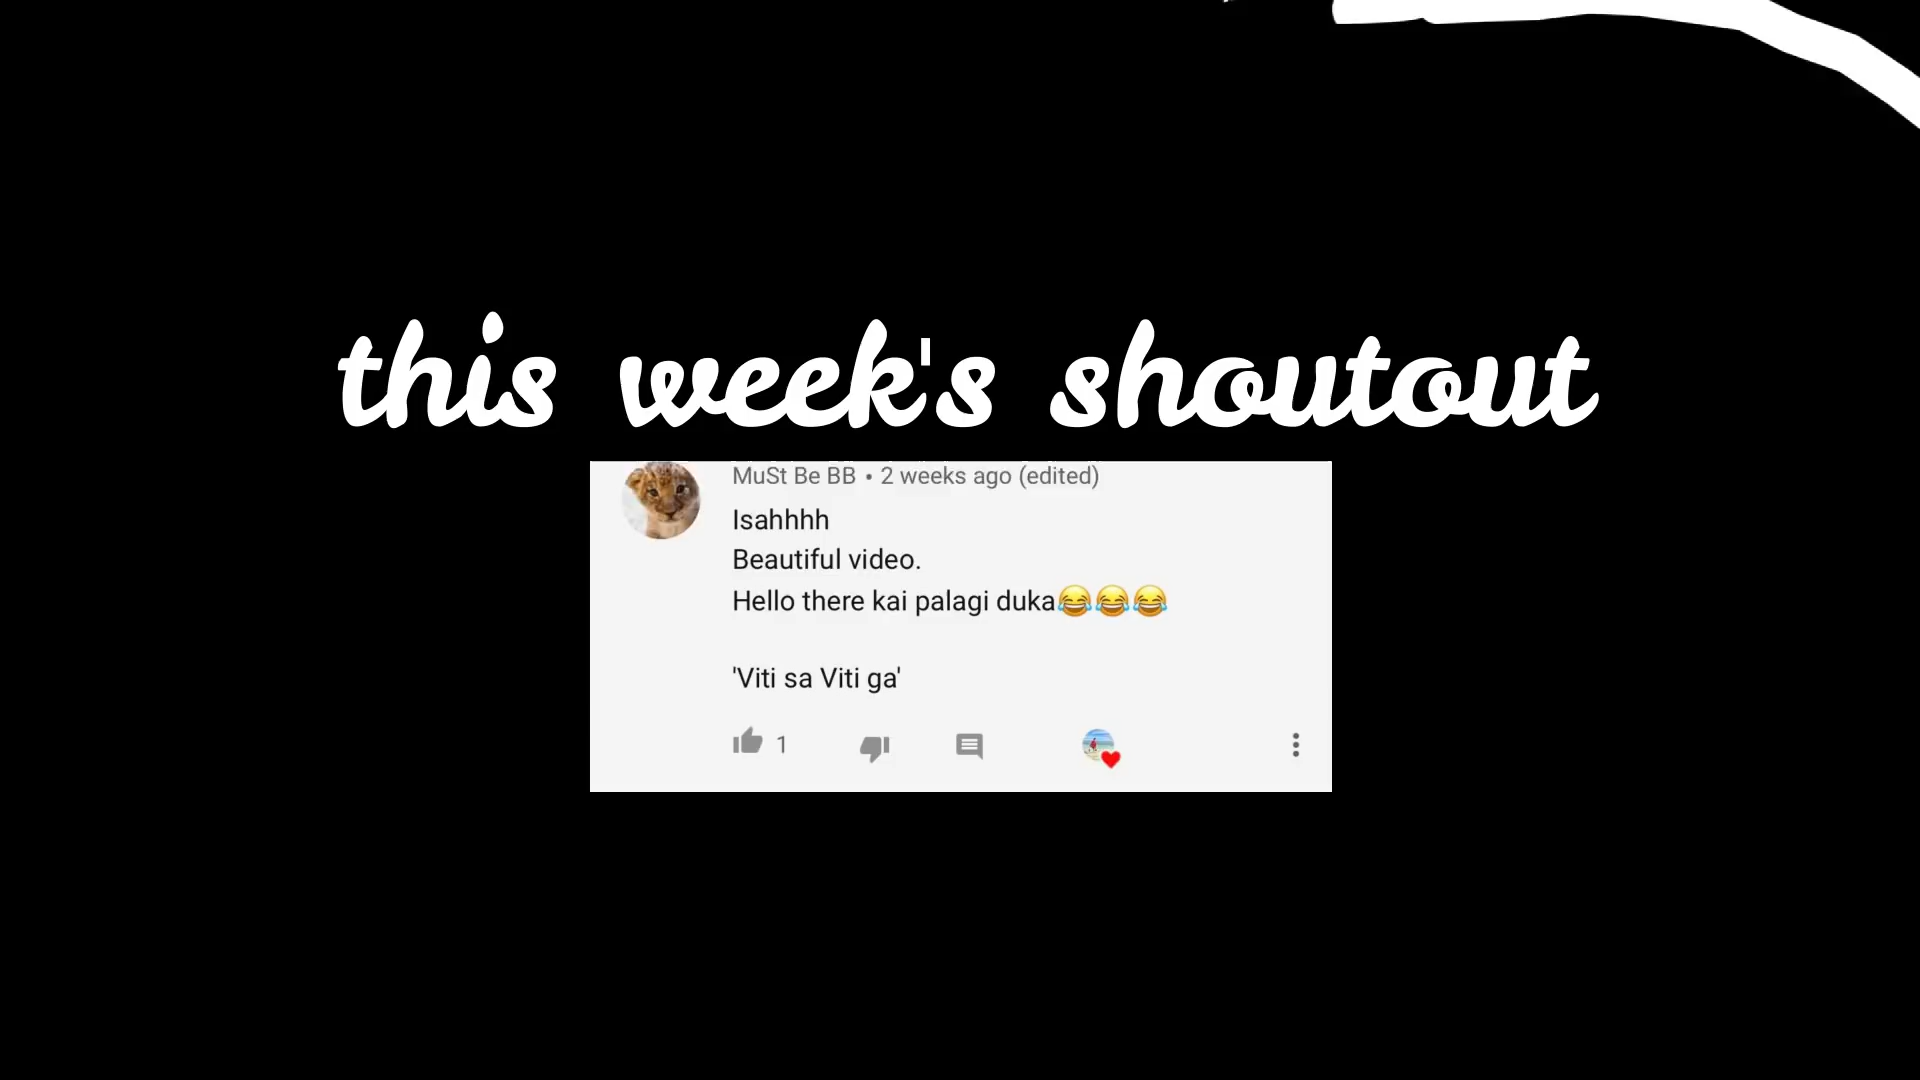 this week's shoutout
MuSt Be BB • 2 weeks ago (edited)
Isahhhh
Beautiful video.
Hello there kai palagi duka😂😂😂
'Viti sa Viti ga'
1